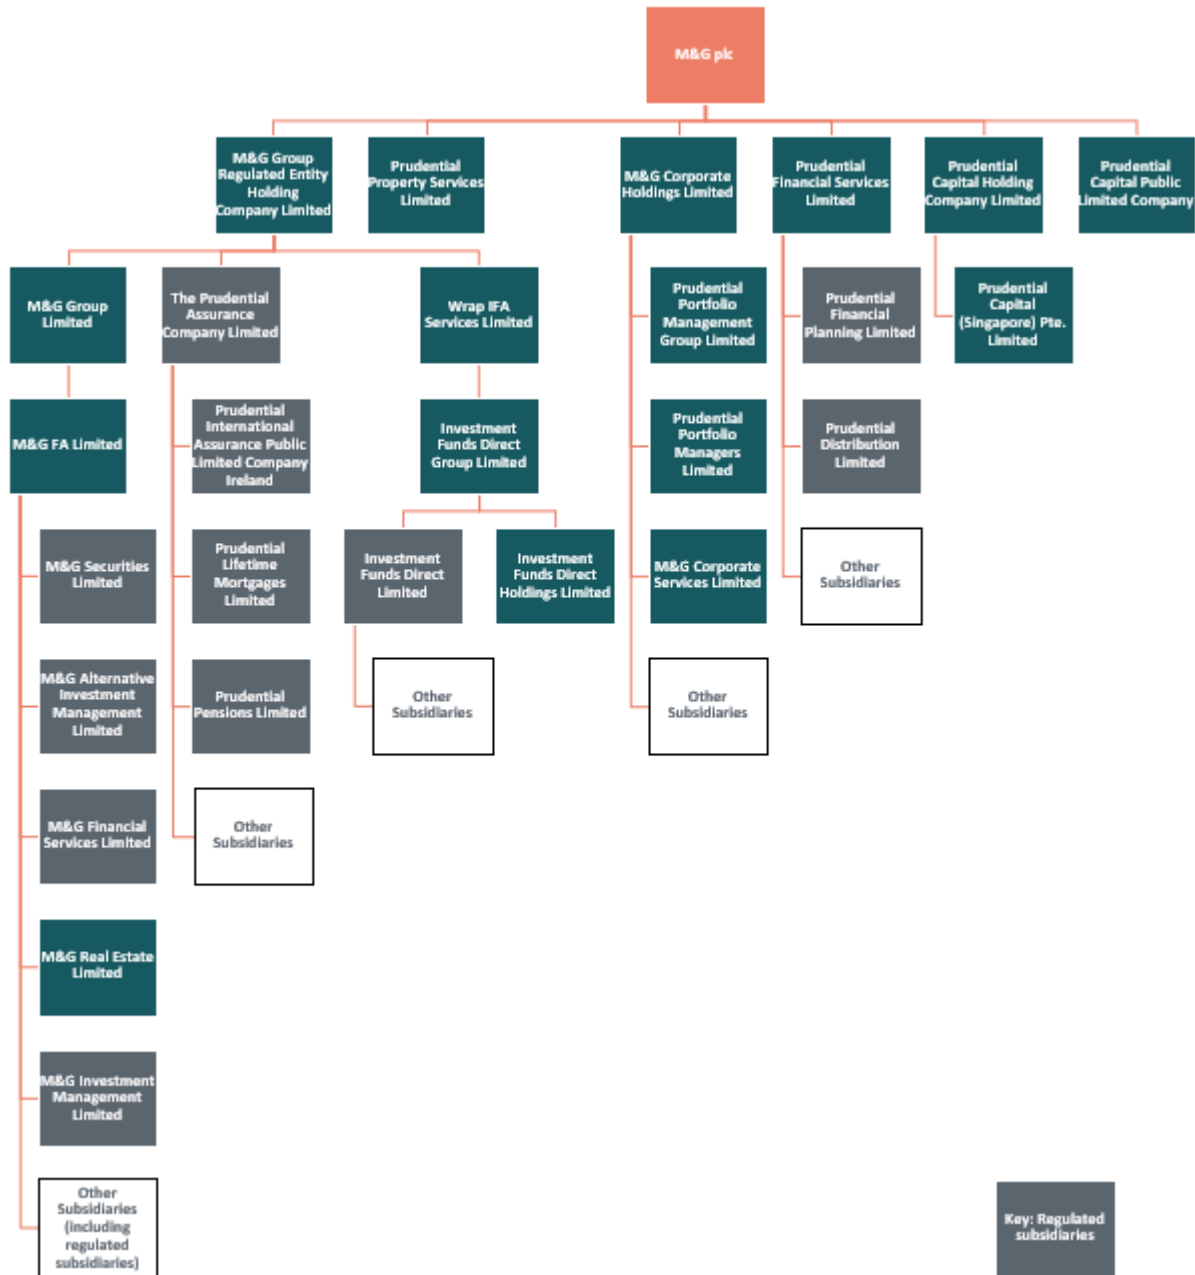 M&G plc
M&G Group
Regulated Entity
Holding
Company Limited
Prudential
Property Services
Limited
M&G Corporate
Holdings Limited
Prudential
Financial Services
Limited
Prudential
Capital Holding
Company Limited
Prudential
Capital Public
Limited Company
M&G Group
Limited
The Prudential
Assurance
Company Limited
Wrap IFA
Services Limited
Prudential
Portfolio
Management
Group Limited
Prudential
Financial
Planning Limited
Prudential
Capital
(Singapore) Pte.
Limited
M&G FA Limited
Prudential
International
Assurance Public
Limited Company
Ireland
Investment
Funds Direct
Group Limited
Prudential
Portfolio
Managers
Limited
Prudential
Distribution
Limited
M&G Securities
Limited
Prudential
Lifetime
Mortgages
Limited
Investment
Funds Direct
Limited
Investment
Funds Direct
Holdings Limited
M&G Corporate
Services Limited
Other
Subsidiaries
M&G Alternative
Investment
Management
Limited
Prudential
Pensions Limited
Other
Subsidiaries
Other
Subsidiaries
M&G Financial
Services Limited
Other
Subsidiaries
M&G Real Estate
Limited
M&G Investment
Management
Limited
Other
Subsidiaries
(including
regulated
subsidiaries)
Key: Regulated
subsidiaries